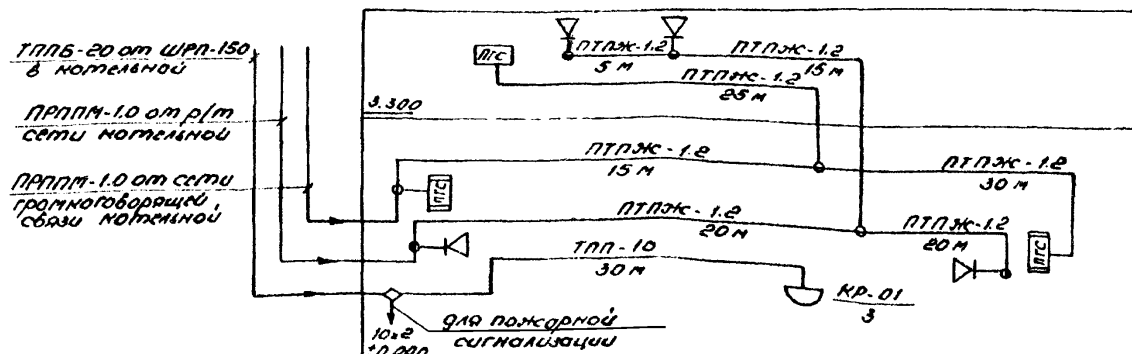 ТППБ-20 от ШРП-150
в котельной
ПРППМ-1.0 от р/т
сети котельной
ПРППМ-1.0 от сети
громкоговорящей
связи котельной
ПТПЖ-1.2
5 м
ПТПЖ-1.2
15 м
ПГС
ПТПЖ-1.2
25 м
3.300
ПТПЖ-1.2
15 м
ПТПЖ-1.2
30 м
ПГС
ПТПЖ-1.2
20 м
ПТПЖ-1.2
20 м
ПГС
ТПП-10
30 м
КР-01
3
10×2
для пожарной
сигнализации